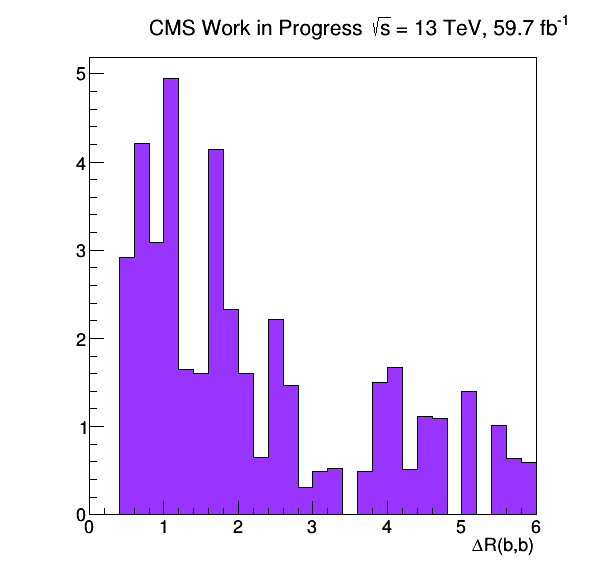 CMS Work in Progress √s = 13 TeV, 59.7 fb⁻¹
5
4
3
2
1
0
0 1 2 3 4 5 6
ΔR(b,b)